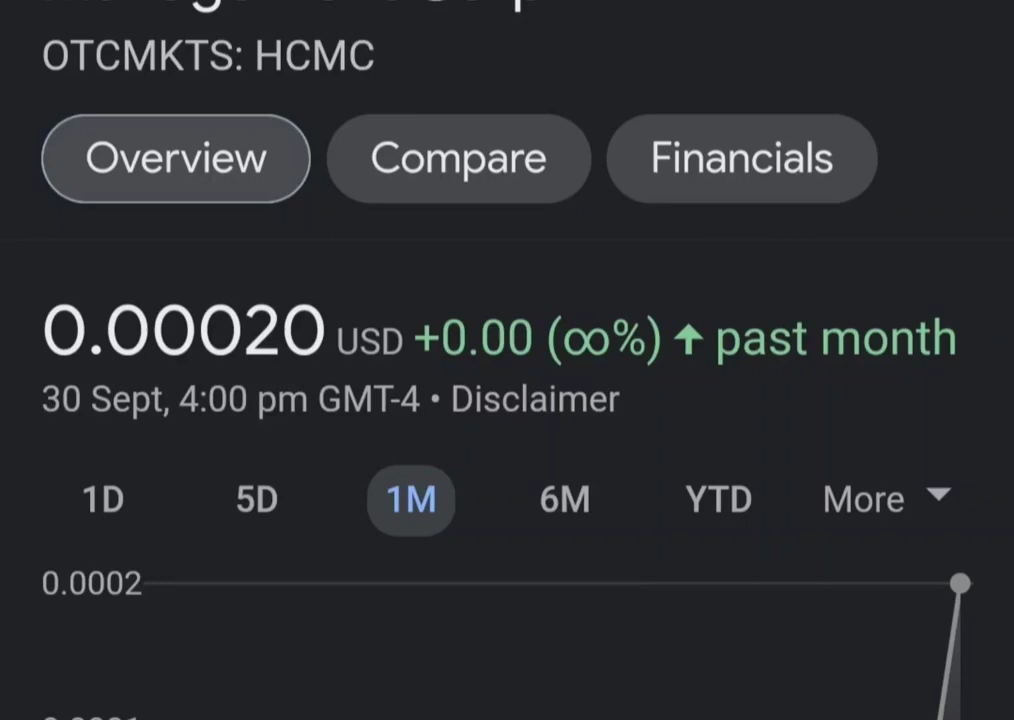 OTCMKTS: HCMC
Overview Compare Financials
0.00020 USD +0.00 (∞%) ↑ past month
30 Sept, 4:00 pm GMT-4 • Disclaimer
1D 5D 1M 6M YTD More
0.0002